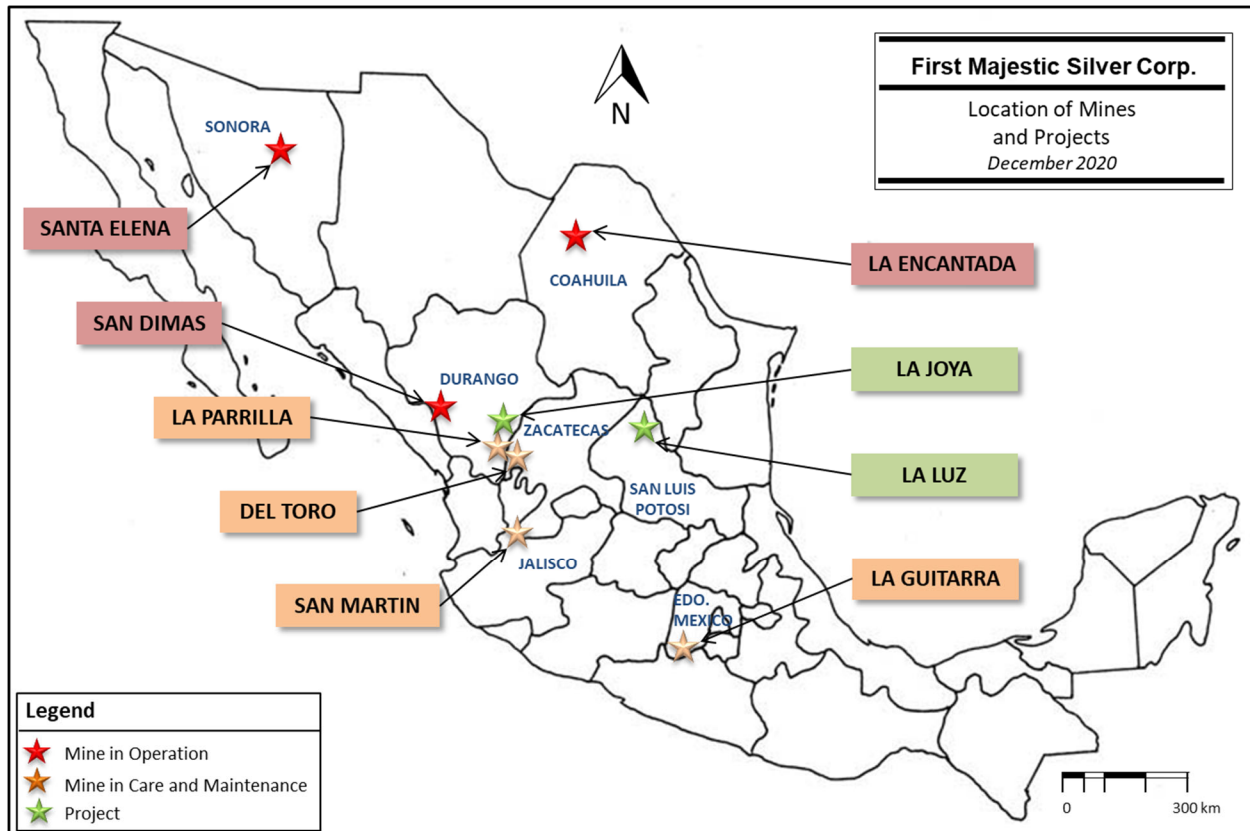 First Majestic Silver Corp.
Location of Mines
and Projects
December 2020
N
SONORA
SANTA ELENA
LA ENCANTADA
COAHUILA
SAN DIMAS
LA JOYA
DURANGO
LA PARRILLA
ZACATECAS
LA LUZ
DEL TORO
SAN LUIS
POTOSI
JALISCO
LA GUITARRA
SAN MARTIN
EDO.
MEXICO
Legend
Mine in Operation
Mine in Care and Maintenance
Project
0 300 km